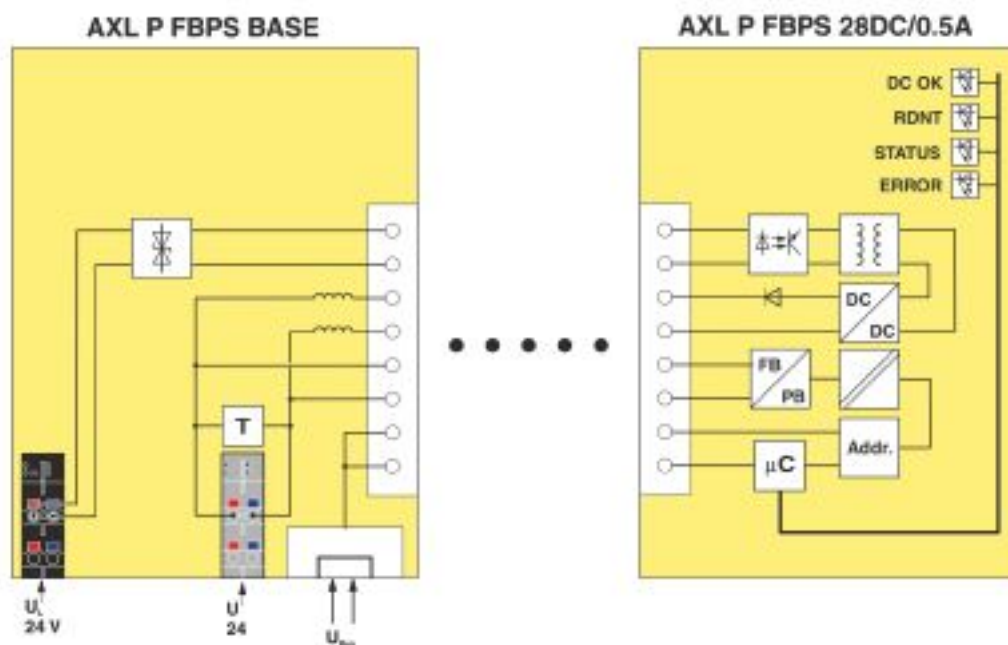 AXL P FBPS BASE
AXL P FBPS 28DC/0.5A
DC OK
RDNT
STATUS
ERROR
DC
DC
FB
PB
T
Addr.
μC
U
24 V
U
24
U